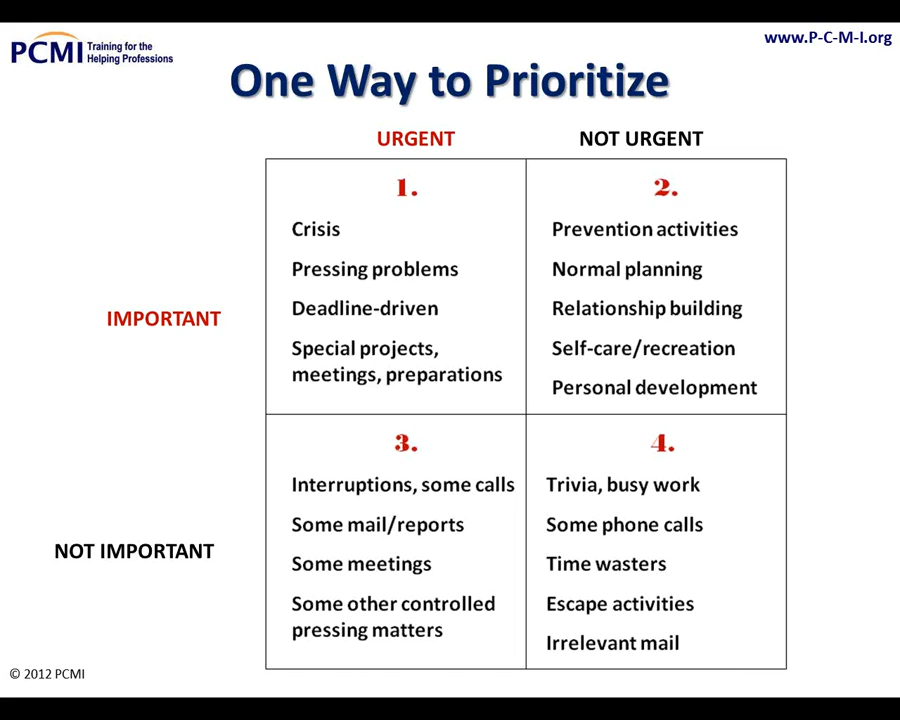 PCMI Training for the
Helping Professions
www.P-C-M-I.org
One Way to Prioritize
URGENT
NOT URGENT
IMPORTANT
1.
Crisis
Pressing problems
Deadline-driven
Special projects,
meetings, preparations
2.
Prevention activities
Normal planning
Relationship building
Self-care/recreation
Personal development
NOT IMPORTANT
3.
Interruptions, some calls
Some mail/reports
Some meetings
Some other controlled
pressing matters
4.
Trivia, busy work
Some phone calls
Time wasters
Escape activities
Irrelevant mail
© 2012 PCMI